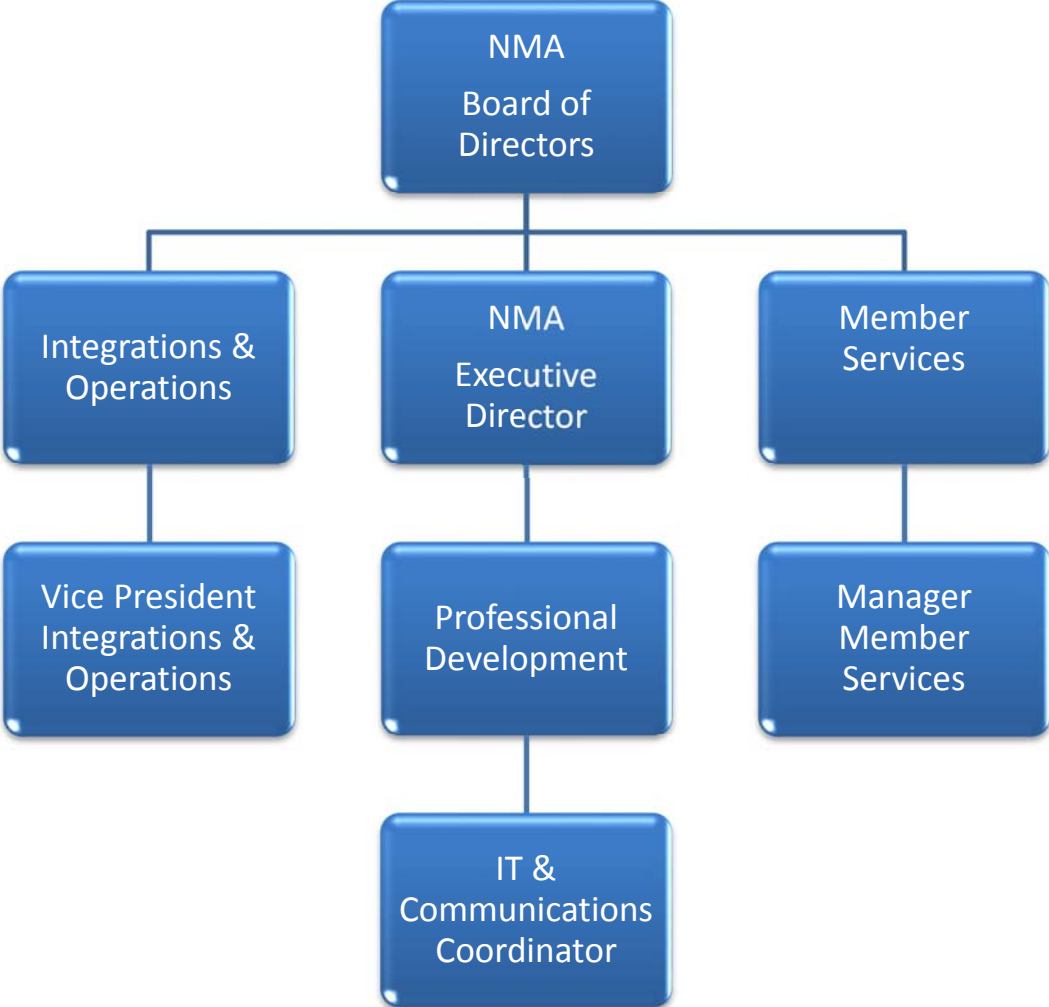 NMA
Board of
Directors
Integrations &
Operations
NMA
Executive
Director
Member
Services
Vice President
Integrations &
Operations
Professional
Development
Manager
Member
Services
IT &
Communications
Coordinator